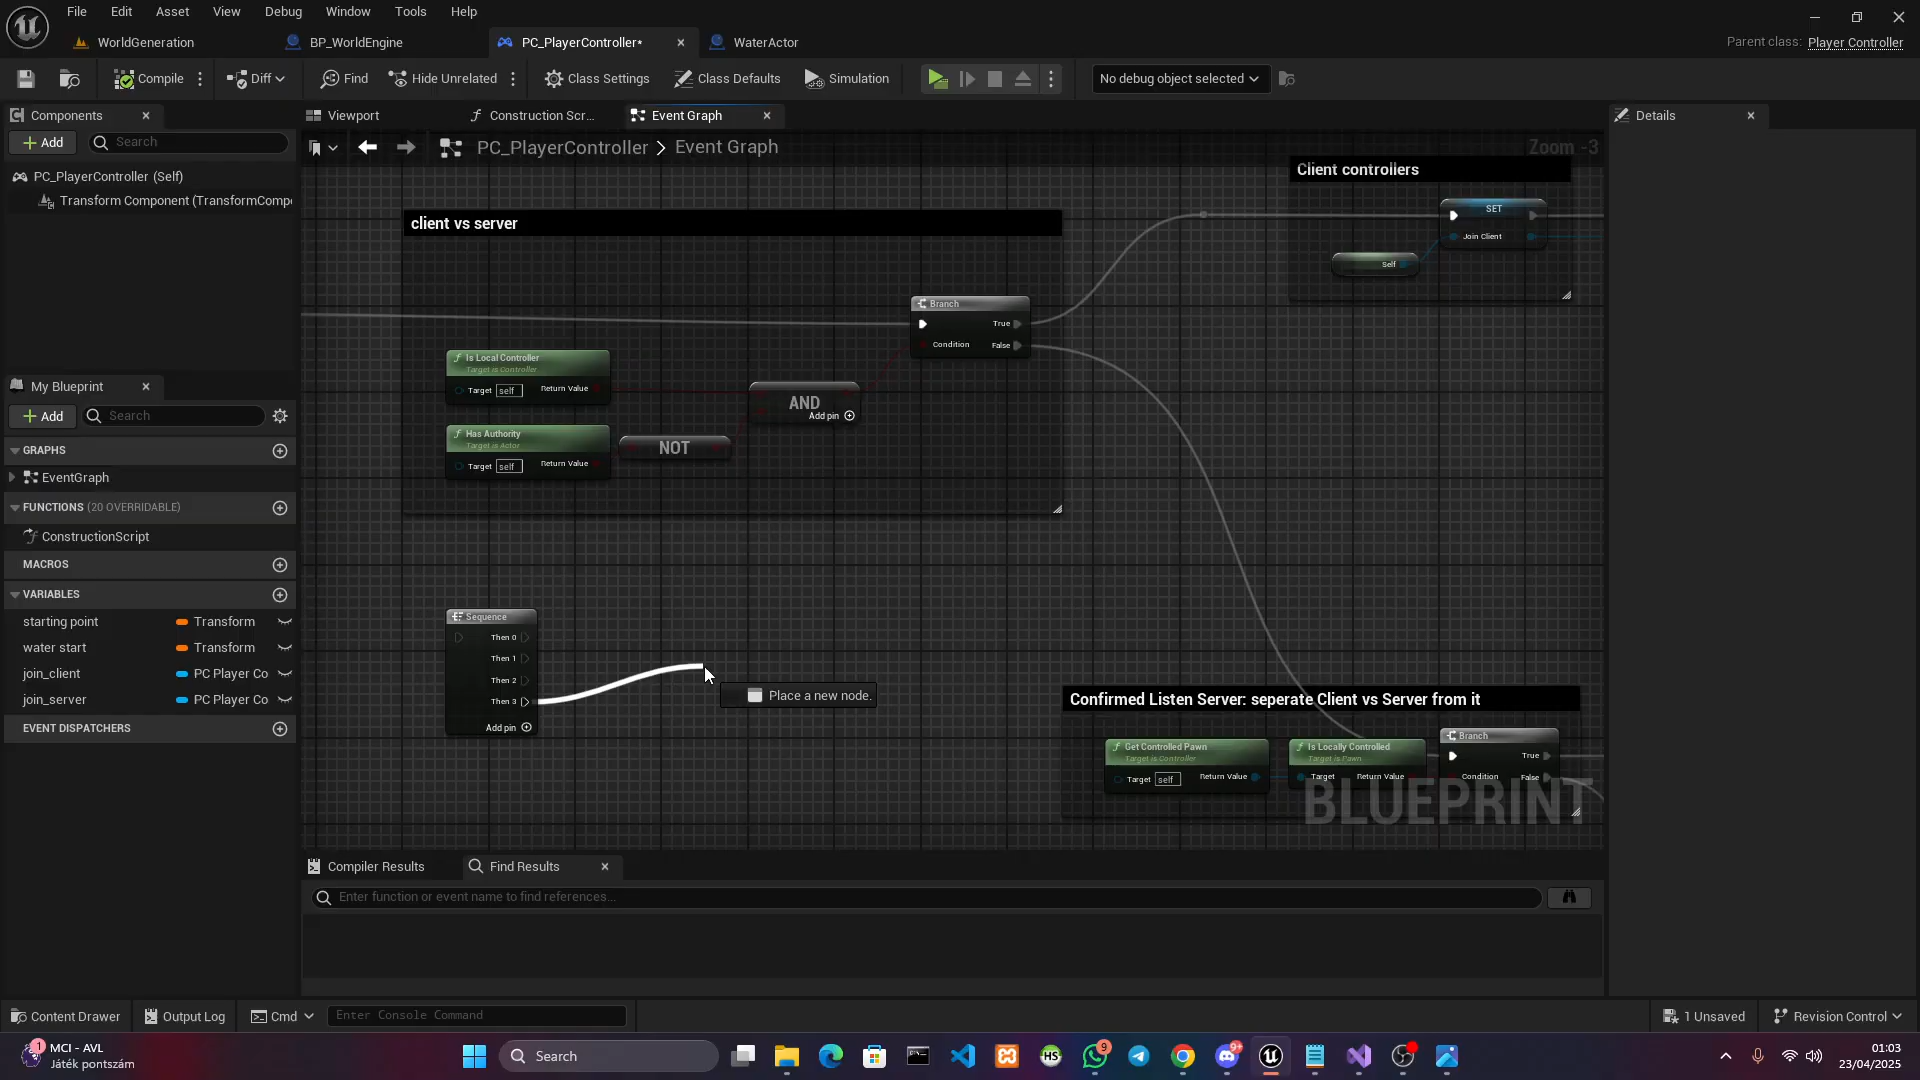 File Edit Asset View Debug Window Tools Help
WorldGeneration BP_WorldEngine PC_PlayerController* WaterActor
Parent class: Player Controller
Compile Diff Find Hide Unrelated Class Settings Class Defaults Simulation No debug object selected
Components
Add Search
PC_PlayerController (Self)
Transform Component (TransformCompo
My Blueprint
Add Search
GRAPHS
EventGraph
FUNCTIONS (20 OVERRIDABLE)
ConstructionScript
MACROS
VARIABLES
starting point Transform
water start Transform
join_client PC Player Co
join_server PC Player Co
EVENT DISPATCHERS
Viewport Construction Scr... Event Graph
PC_PlayerController > Event Graph
Zoom -3
client vs server
Is Local Controller
Target is Controller
Target self Return Value
Has Authority
Target is Actor
Target self Return Value
NOT
AND
Add pin
Branch
True
Condition False
Client controllers
SET
Join Client
Self
Sequence
Then 0
Then 1
Then 2
Then 3
Add pin
Place a new node.
Confirmed Listen Server: seperate Client vs Server from it
Get Controlled Pawn
Target is Controller
Target self Return Value
Is Locally Controlled
Target is Pawn
Target Return Value
Branch
True
Condition False
BLUEPRINT
Compiler Results Find Results
Enter function or event name to find references...
Details
Content Drawer Output Log Cmd Enter Console Command
1 Unsaved Revision Control
1
MCI - AVL
Játék pontszám
Search
HS
9
9+
01:03
23/04/2025